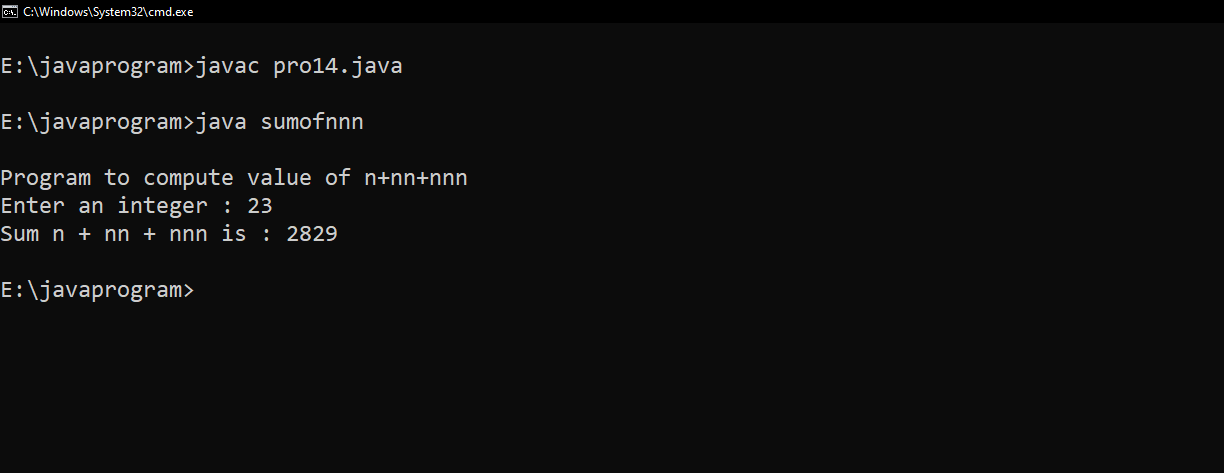 C:\Windows\System32\cmd.exe
E:\javaprogram>javac pro14.java
E:\javaprogram>java sumofnnn
Program to compute value of n+nn+nnn
Enter an integer : 23
Sum n + nn + nnn is : 2829
E:\javaprogram>